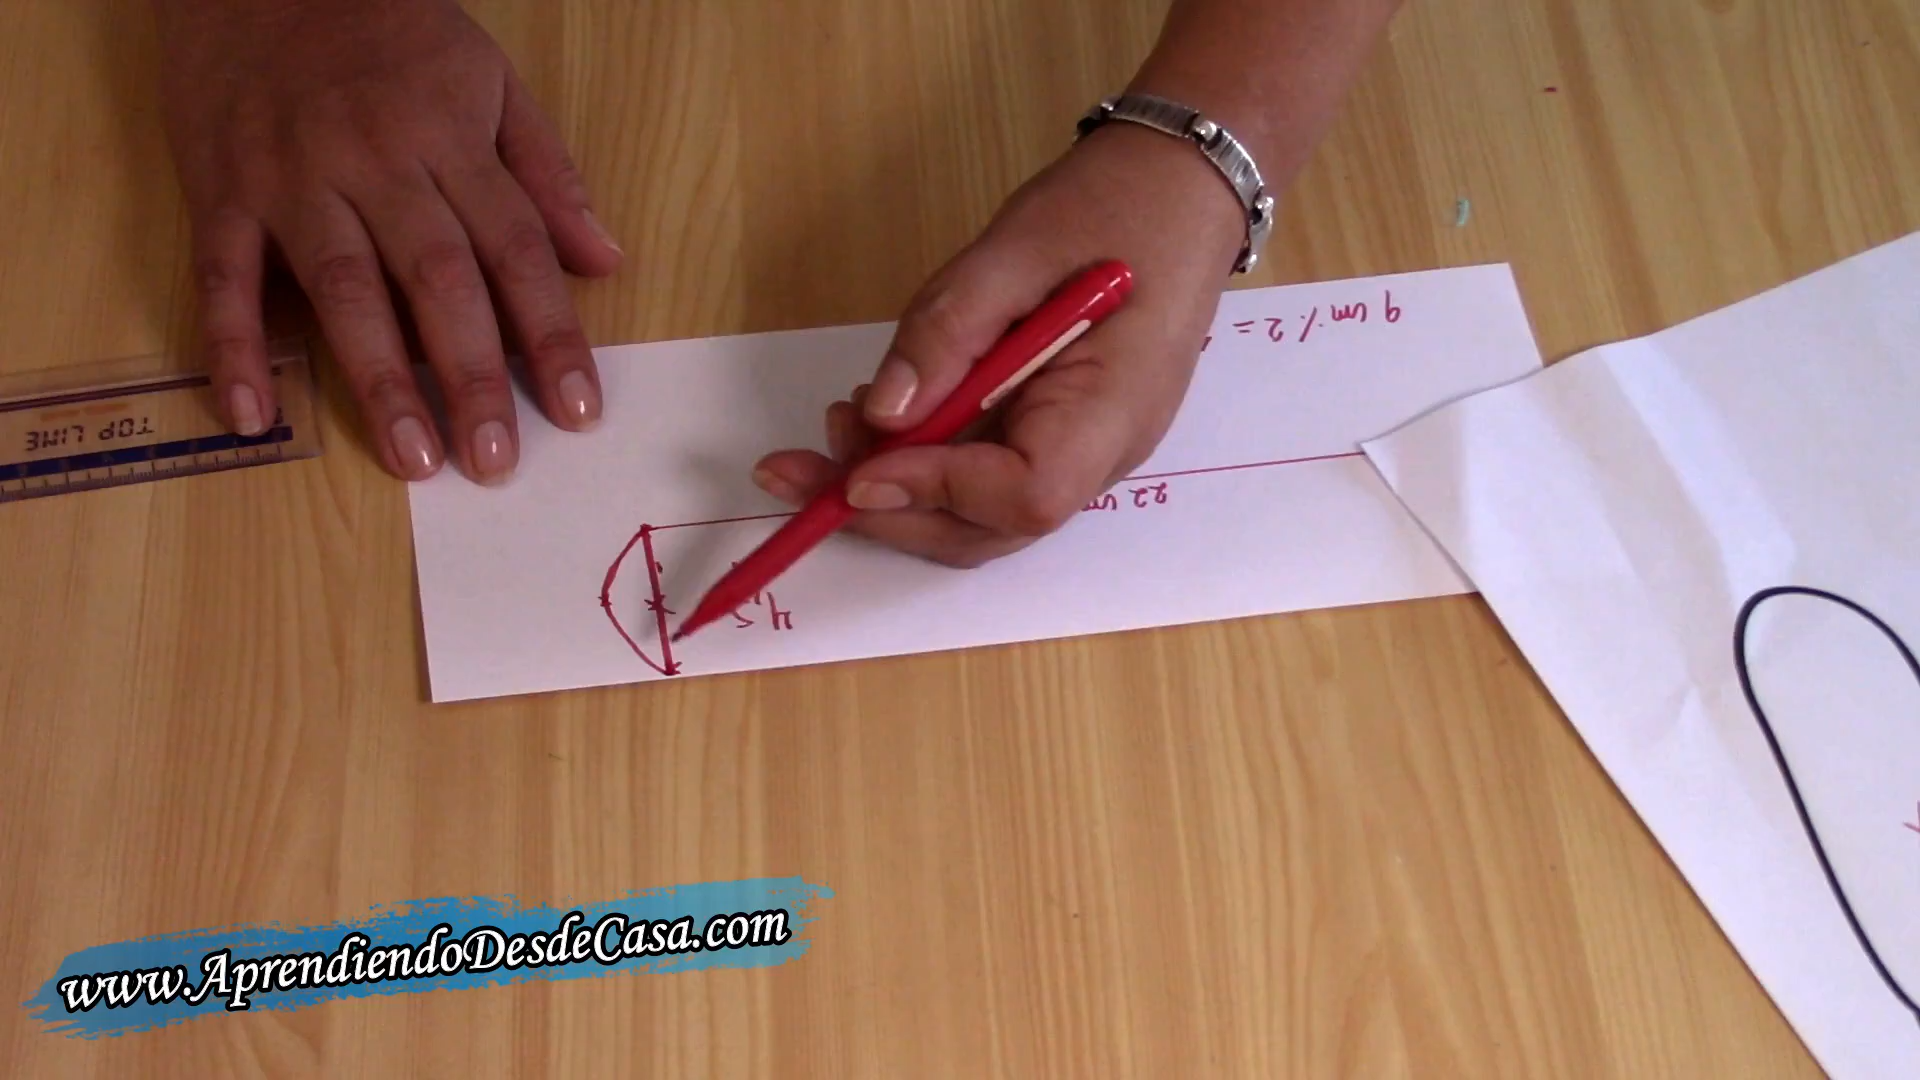 9 cm % 2 =
22 cm
4,5
TOP LINE
www.AprendiendoDesdeCasa.com